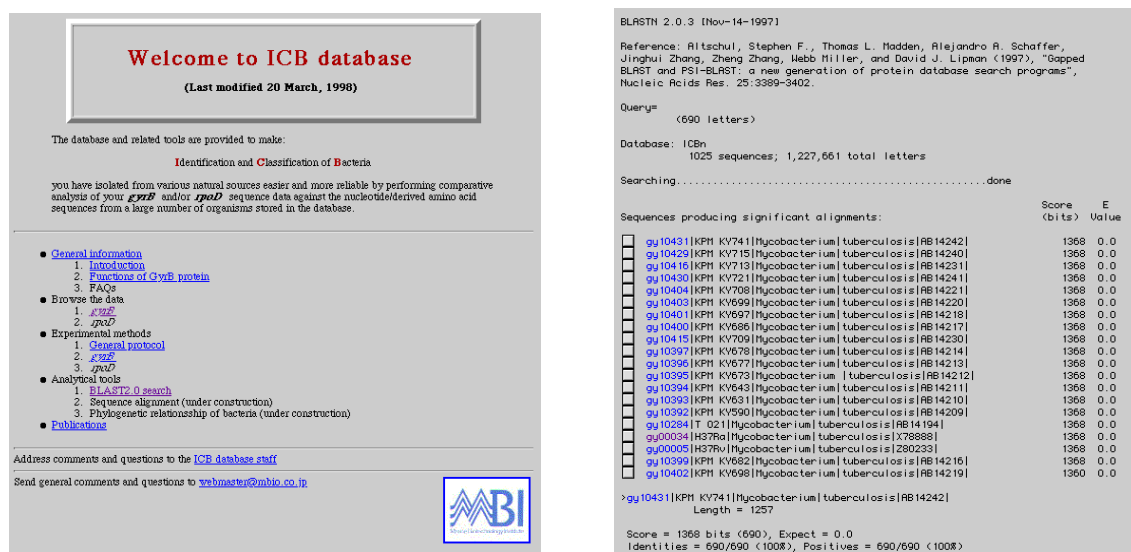 Welcome to ICB database
(Last modified 20 March, 1998)
The database and related tools are provided to make:
Identification and Classification of Bacteria
you have isolated from various natural sources easier and more reliable by performing comparative
analysis of your gyrB and/or rpoD sequence data against the nucleotide/derived amino acid
sequences from a large number of organisms stored in the database.
General information
1. Introduction
2. Functions of GyrB protein
3. FAQs
Browse the data
1. gyrB
2. rpoD
Experimental methods
1. General protocol
2. gyrB
3. rpoD
Analytical tools
1. BLAST2.0 search
2. Sequence alignment (under construction)
3. Phylogenetic relationsship of bacteria (under construction)
Publications
Address comments and questions to the ICB database staff
Send general comments and questions to webmaster@mbio.co.jp
MBI
Marine Biotechnology Institute
BLASTN 2.0.3 [Nov-14-1997]
Reference: Altschul, Stephen F., Thomas L. Madden, Alejandro A. Schaffer,
Jinghui Zhang, Zheng Zhang, Webb Miller, and David J. Lipman (1997), "Gapped
BLAST and PSI-BLAST: a new generation of protein database search programs",
Nucleic Acids Res. 25:3389-3402.
Query=
(690 letters)
Database: ICBn
1025 sequences; 1,227,661 total letters
Searching..................................................done
Score E
Sequences producing significant alignments: (bits) Value
gy10431|KPM KY741|Mycobacterium|tuberculosis|AB14242| 1368 0.0
gy10429|KPM KY715|Mycobacterium|tuberculosis|AB14240| 1368 0.0
gy10416|KPM KY713|Mycobacterium|tuberculosis|AB14231| 1368 0.0
gy10430|KPM KY721|Mycobacterium|tuberculosis|AB14241| 1368 0.0
gy10404|KPM KY708|Mycobacterium|tuberculosis|AB14221| 1368 0.0
gy10403|KPM KY699|Mycobacterium|tuberculosis|AB14220| 1368 0.0
gy10401|KPM KY697|Mycobacterium|tuberculosis|AB14218| 1368 0.0
gy10400|KPM KY686|Mycobacterium|tuberculosis|AB14217| 1368 0.0
gy10415|KPM KY709|Mycobacterium|tuberculosis|AB14230| 1368 0.0
gy10397|KPM KY678|Mycobacterium|tuberculosis|AB14214| 1368 0.0
gy10396|KPM KY677|Mycobacterium|tuberculosis|AB14213| 1368 0.0
gy10395|KPM KY673|Mycobacterium |tuberculosis|AB14212| 1368 0.0
gy10394|KPM KY643|Mycobacterium|tuberculosis|AB14211| 1368 0.0
gy10393|KPM KY631|Mycobacterium|tuberculosis|AB14210| 1368 0.0
gy10392|KPM KY590|Mycobacterium|tuberculosis|AB14209| 1368 0.0
gy10284|T 021|Mycobacterium|tuberculosis|AB14194| 1368 0.0
gy00034|H37Ra|Mycobacterium|tuberculosis|X78888| 1368 0.0
gy00005|H37Rv|Mycobacterium|tuberculosis|Z80233| 1368 0.0
gy10399|KPM KY682|Mycobacterium|tuberculosis|AB14216| 1360 0.0
gy10402|KPM KY698|Mycobacterium|tuberculosis|AB14219| 1360 0.0
>gy10431|KPM KY741|Mycobacterium|tuberculosis|AB14242|
Length = 1257
Score = 1368 bits (690), Expect = 0.0
Identities = 690/690 (100%), Positives = 690/690 (100%)